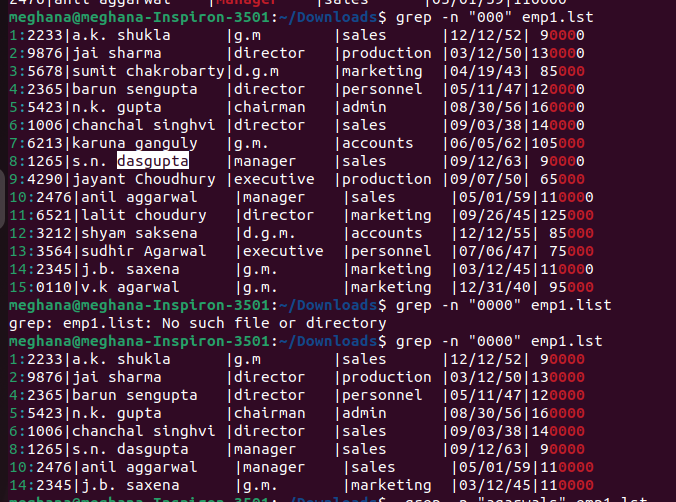 2476|anil aggarwal     |Manager     |sales      |05/01/59|110000
meghana@meghana-Inspiron-3501:~/Downloads$ grep -n "000" emp1.lst
1:2233|a.k. shukla      |g.m       |sales      |12/12/52| 90000
2:9876|jai sharma       |director  |production |03/12/50|130000
3:5678|sumit chakrobarty|d.g.m     |marketing  |04/19/43| 85000
4:2365|barun sengupta   |director  |personnel  |05/11/47|120000
5:5423|n.k. gupta       |chairman  |admin      |08/30/56|160000
6:1006|chanchal singhvi |director  |sales      |09/03/38|140000
7:6213|karuna ganguly   |g.m.      |accounts   |06/05/62|105000
8:1265|s.n. dasgupta    |manager   |sales      |09/12/63| 90000
9:4290|jayant Choudhury |executive |production |09/07/50| 65000
10:2476|anil aggarwal    |manager   |sales      |05/01/59|110000
11:6521|lalit choudury   |director  |marketing  |09/26/45|125000
12:3212|shyam saksena    |d.g.m.    |accounts   |12/12/55| 85000
13:3564|sudhir Agarwal   |executive |personnel  |07/06/47| 75000
14:2345|j.b. saxena      |g.m.      |marketing  |03/12/45|110000
15:0110|v.k agarwal      |g.m.      |marketing  |12/31/40| 95000
meghana@meghana-Inspiron-3501:~/Downloads$ grep -n "0000" emp1.list
grep: emp1.list: No such file or directory
meghana@meghana-Inspiron-3501:~/Downloads$ grep -n "0000" emp1.lst
1:2233|a.k. shukla      |g.m       |sales      |12/12/52| 90000
2:9876|jai sharma       |director  |production |03/12/50|130000
4:2365|barun sengupta   |director  |personnel  |05/11/47|120000
5:5423|n.k. gupta       |chairman  |admin      |08/30/56|160000
6:1006|chanchal singhvi |director  |sales      |09/03/38|140000
8:1265|s.n. dasgupta    |manager   |sales      |09/12/63| 90000
10:2476|anil aggarwal    |manager   |sales      |05/01/59|110000
14:2345|j.b. saxena      |g.m.      |marketing  |03/12/45|110000
meghana@meghana-Inspiron-3501:~/Downloads$ grep -n "agarwals" emp1.lst